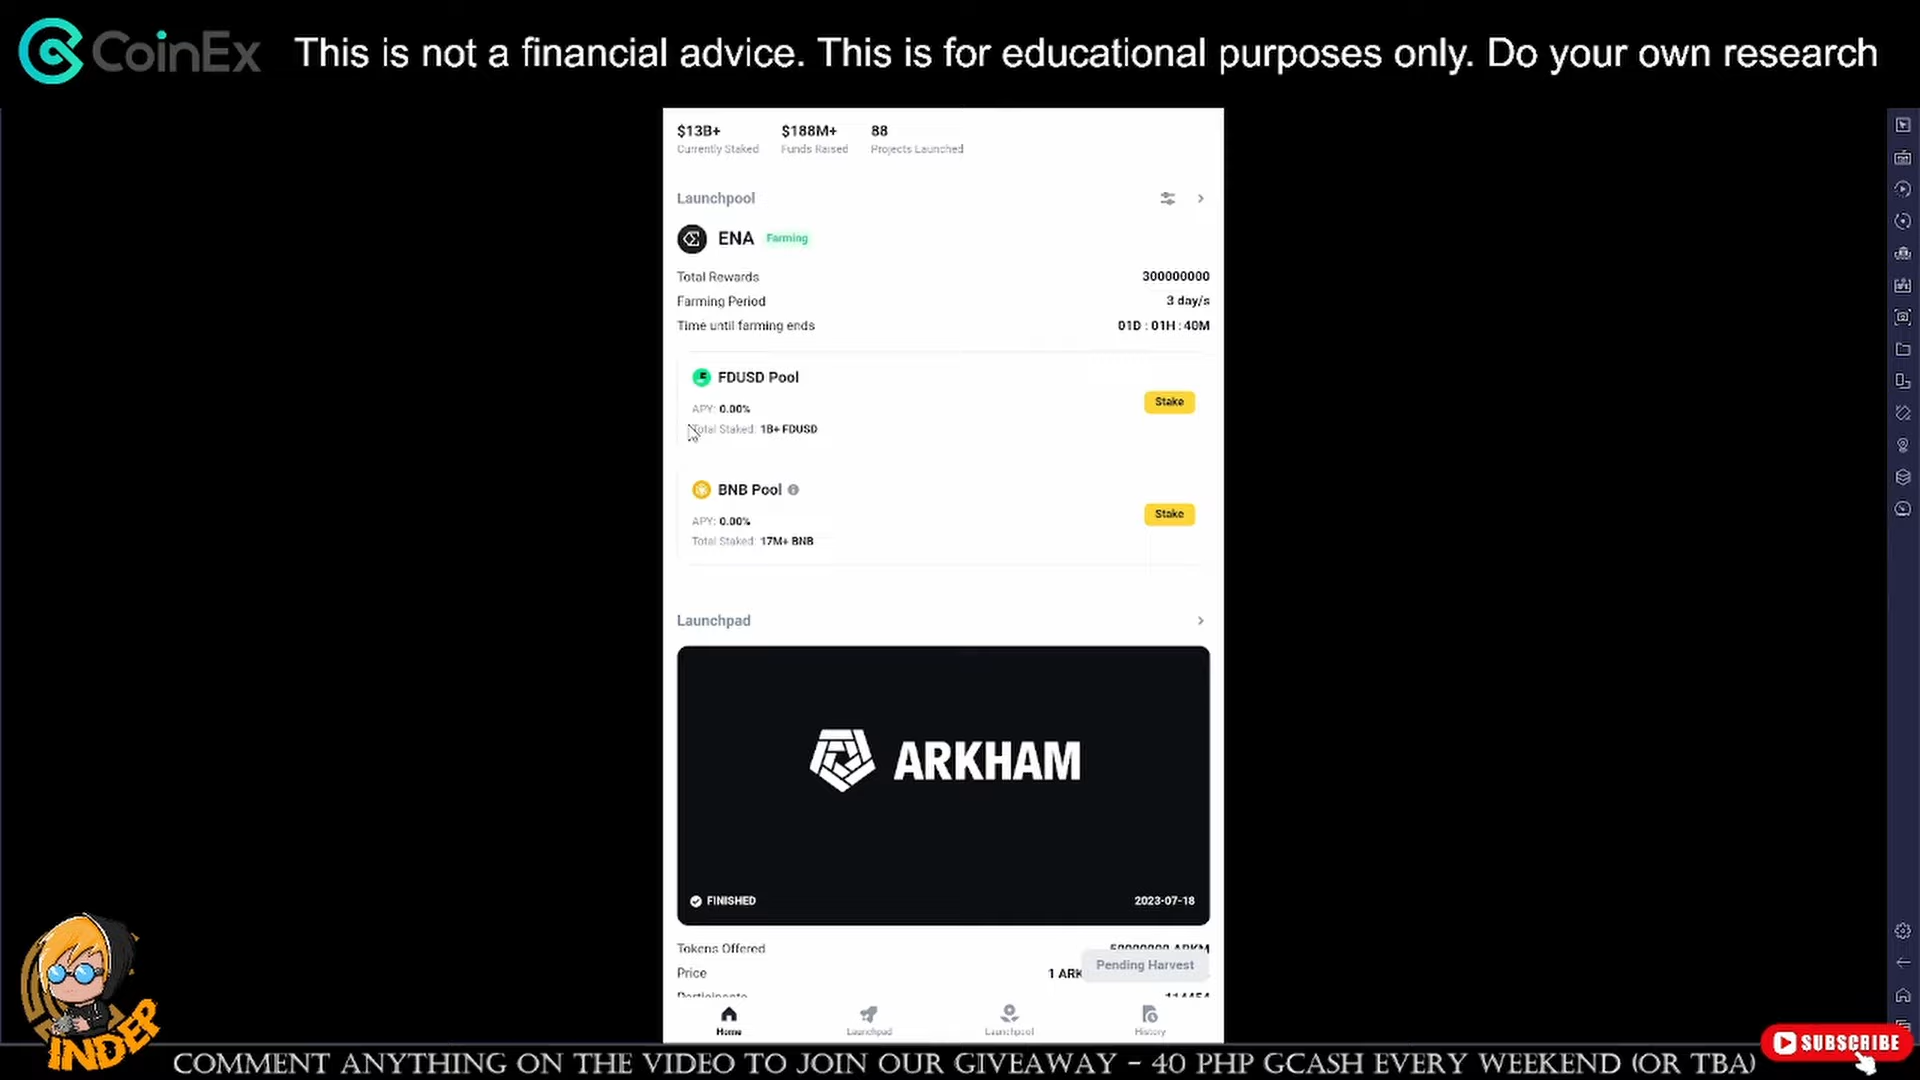 CoinEx This is not a financial advice. This is for educational purposes only. Do your own research
$13B+ $188M+ 88
Currently Staked Funds Raised Projects Launched
Launchpool
ENA Farming
Total Rewards 300000000
Farming Period 3 day/s
Time until farming ends 01D : 01H : 40M
FDUSD Pool
APY: 0.00%
Stake
Total Staked: 1B+ FDUSD
BNB Pool
APY: 0.00%
Stake
Total Staked: 17M+ BNB
Launchpad
ARKHAM
FINISHED 2023-07-18
Tokens Offered 50000000 ARKM
Pending Harvest
Price 1 ARK
Participants
Home Launchpad Launchpool History
INDEP
COMMENT ANYTHING ON THE VIDEO TO JOIN OUR GIVEAWAY - 40 PHP GCASH EVERY WEEKEND (OR TBA)
SUBSCRIBE